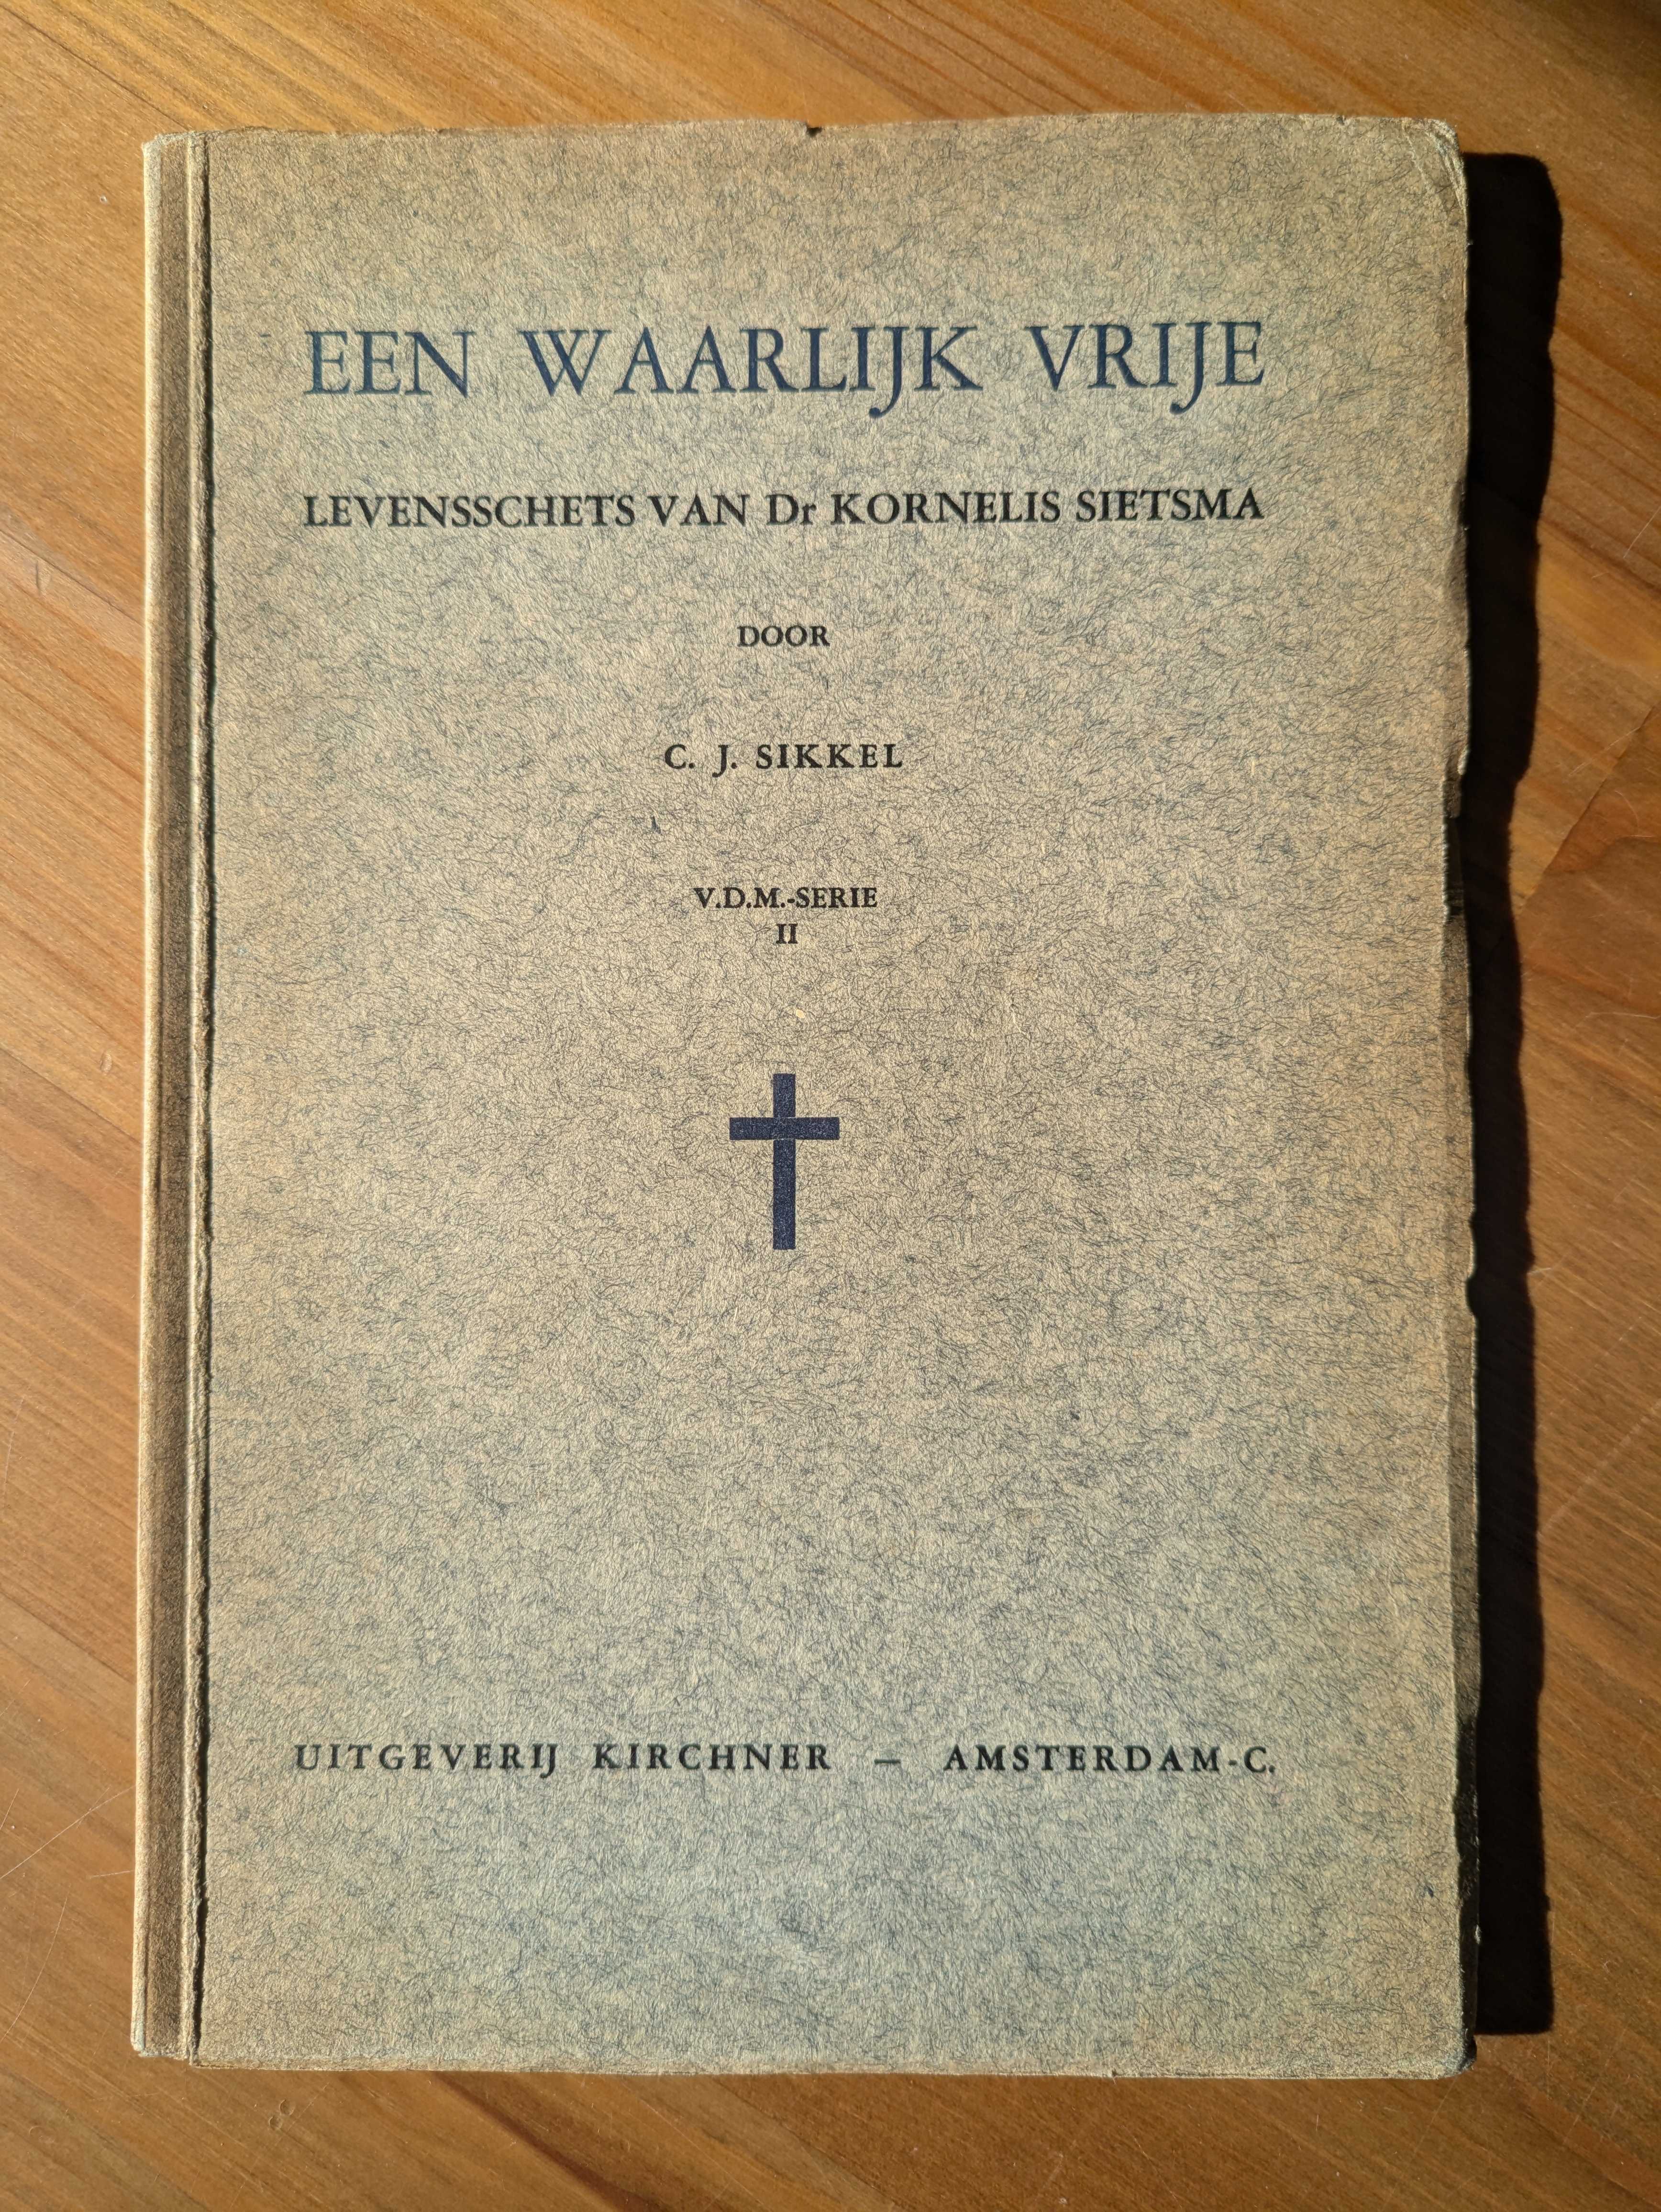 EEN WAARLIJK VRIJE
LEVENSSCHETS VAN Dr KORNELIS SIETSMA
DOOR
C. J. SIKKEL
V.D.M.-SERIE
II
UITGEVERIJ KIRCHNER — AMSTERDAM-C.